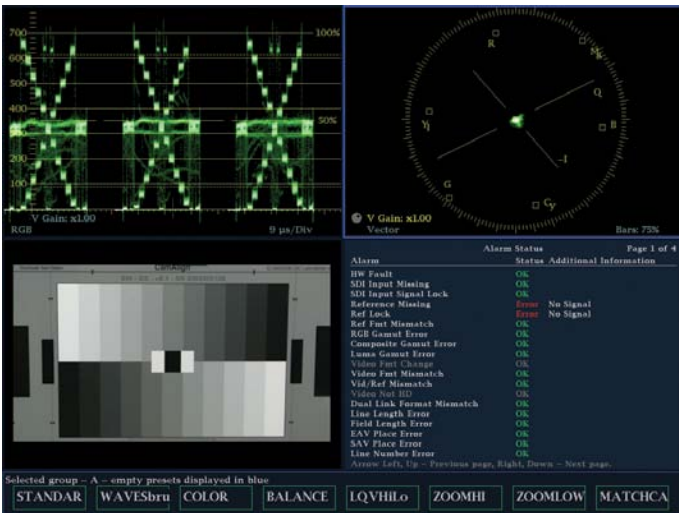 700
600
500
400
300
200
100
100%
50%
V Gain: x1.00
RGB
9 µs/Div
R
Mg
Q
B
Yl
-I
G
Cy
V Gain: x1.00
Vector
Bars: 75%
CamAlign
Alarm Status
Page 1 of 4
Alarm Status Additional Information
HW Fault OK
SDI Input Missing OK
SDI Input Signal Lock OK
Reference Missing Error No Signal
Ref Lock Error No Signal
Ref Fmt Mismatch OK
RGB Gamut Error OK
Composite Gamut Error OK
Luma Gamut Error OK
Video Fmt Change OK
Video Fmt Mismatch OK
Vid/Ref Mismatch OK
Video Not HD OK
Dual Link Format Mismatch OK
Line Length Error OK
Field Length Error OK
EAV Place Error OK
SAV Place Error OK
Line Number Error OK
Arrow Left, Up - Previous page, Right, Down - Next page.
Selected group - A - empty presets displayed in blue
STANDAR WAVESbru COLOR BALANCE LQVHiLo ZOOMHI ZOOMLOW MATCHCA